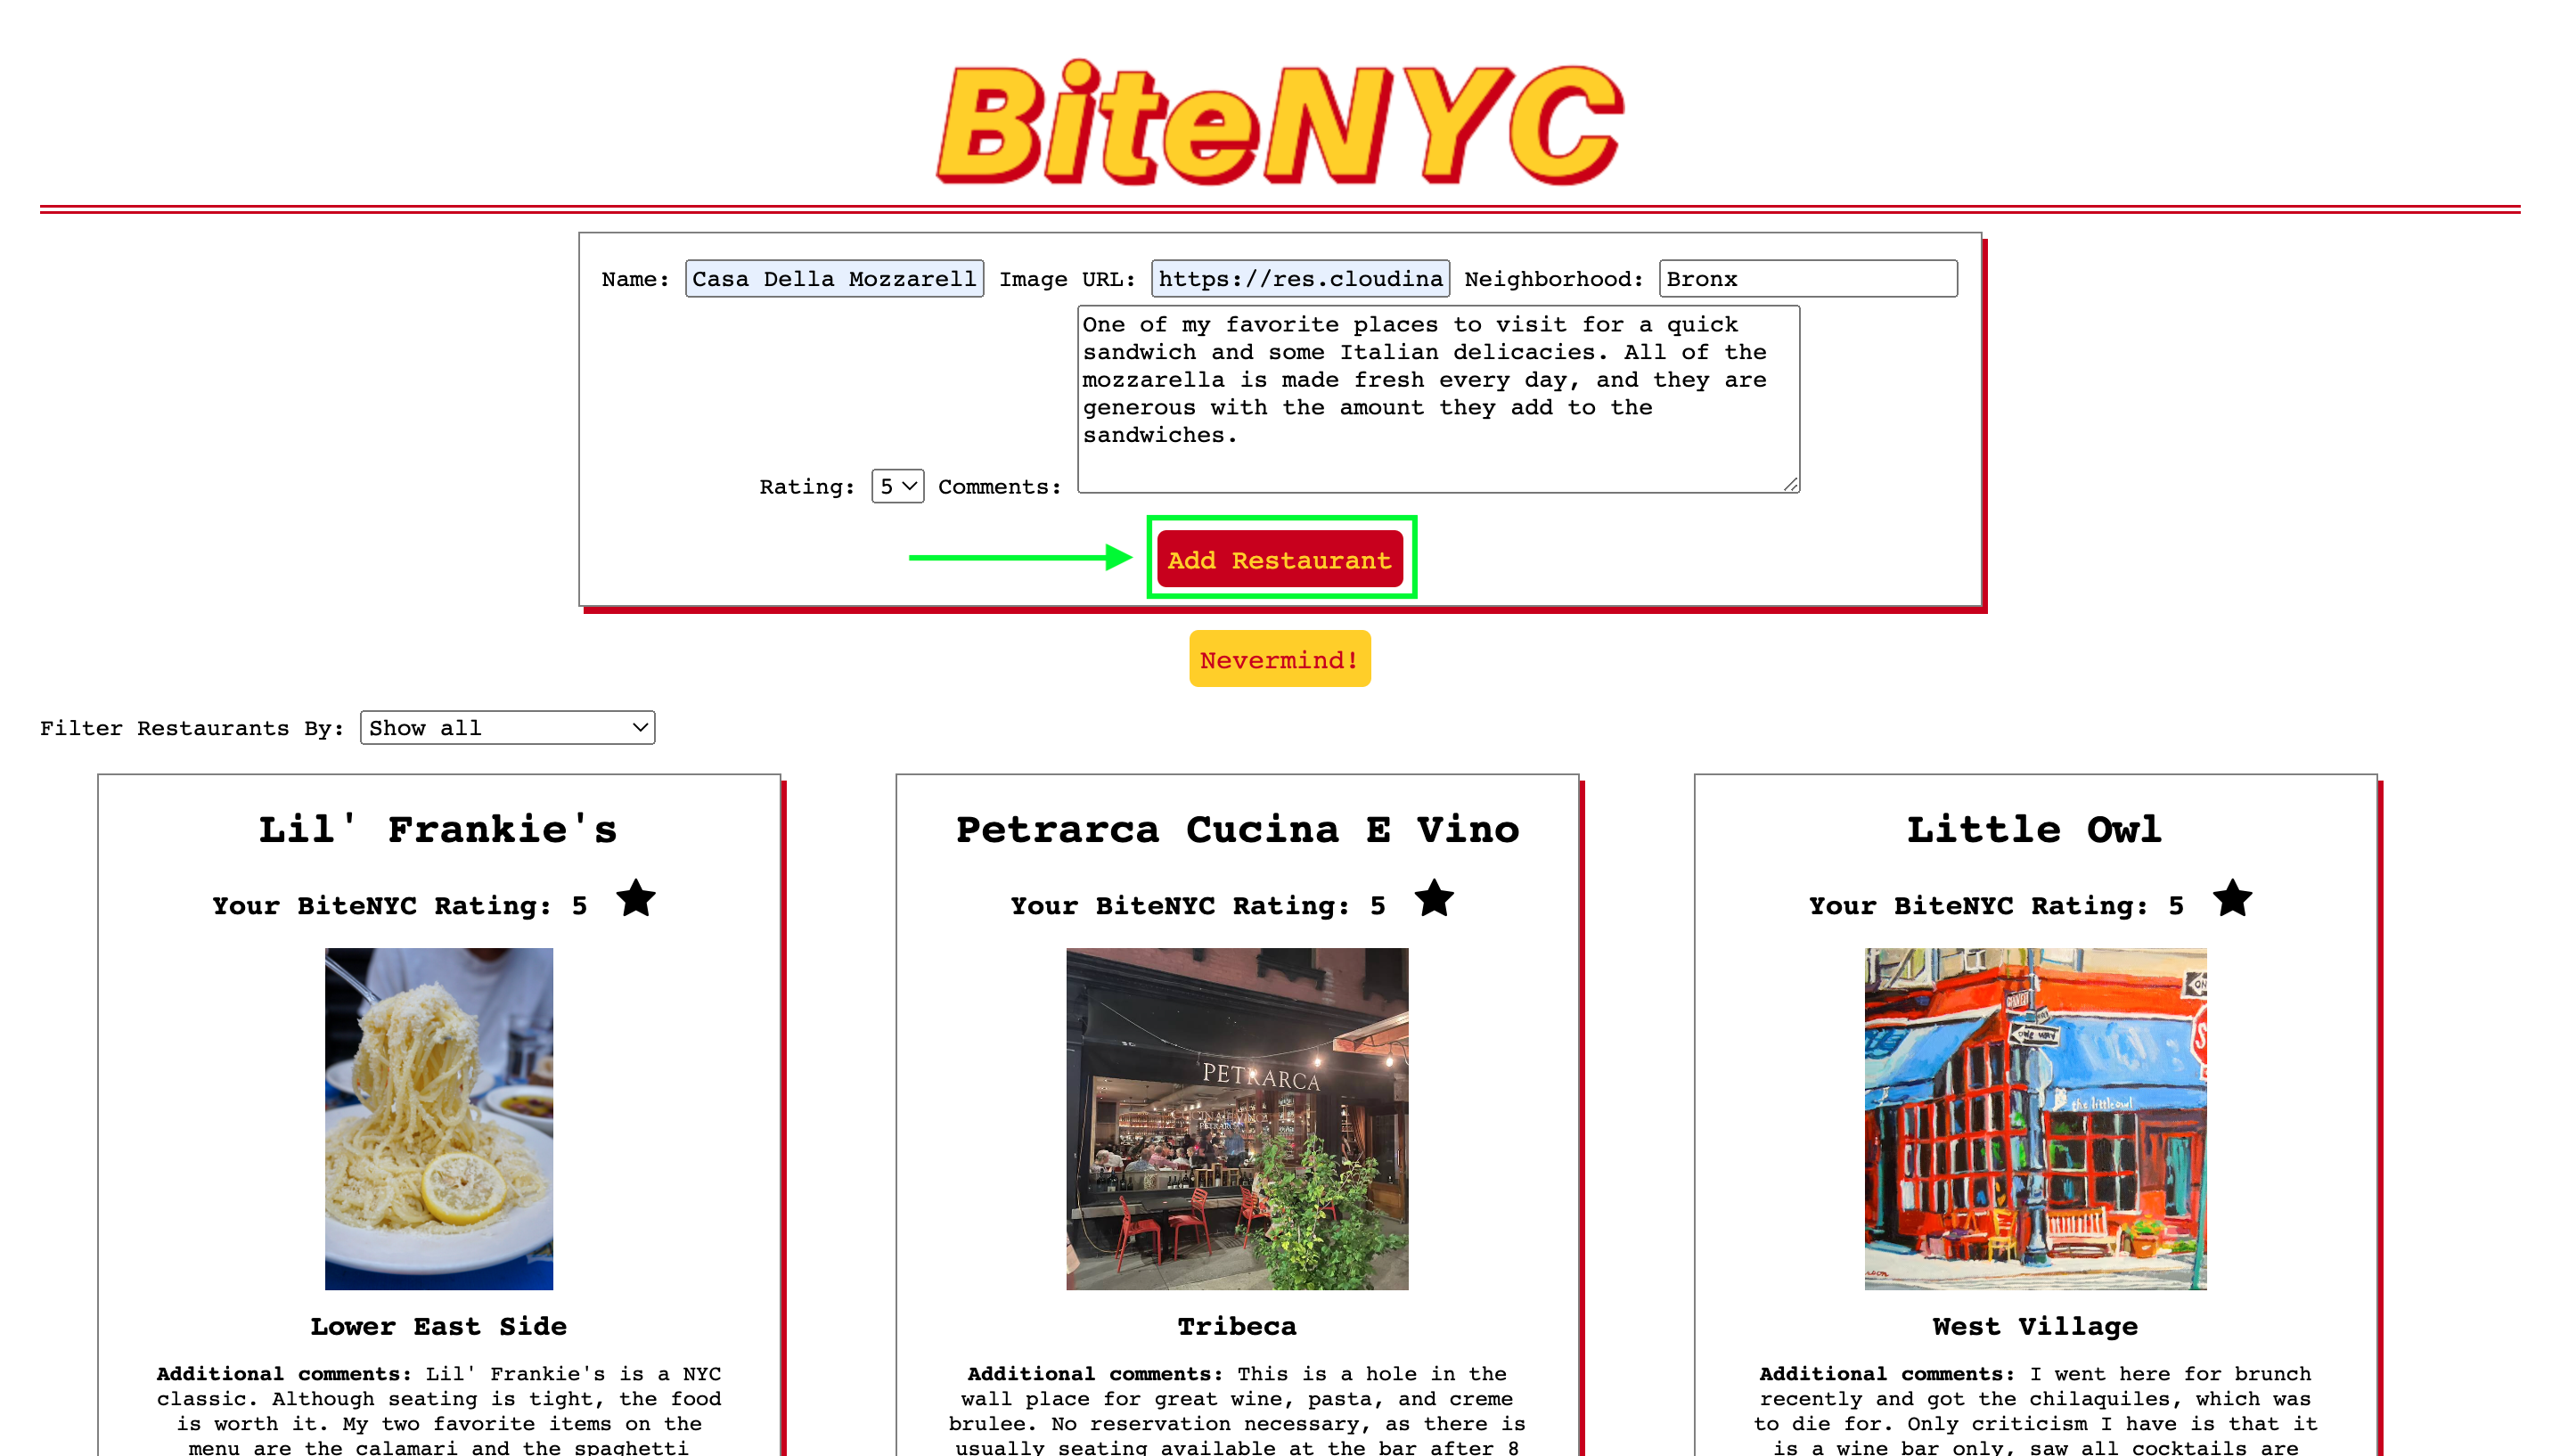 BiteNYC
Name: Casa Della Mozzarell Image URL: https://res.cloudina Neighborhood: Bronx
One of my favorite places to visit for a quick
sandwich and some Italian delicacies. All of the
mozzarella is made fresh every day, and they are
generous with the amount they add to the
sandwiches.
Rating: 5 Comments:
Add Restaurant
Nevermind!
Filter Restaurants By: Show all
Lil' Frankie's
Your BiteNYC Rating: 5
Lower East Side
Additional comments: Lil' Frankie's is a NYC
classic. Although seating is tight, the food
is worth it. My two favorite items on the
menu are the calamari and the spaghetti
Petrarca Cucina E Vino
Your BiteNYC Rating: 5
PETRARCA
Tribeca
Additional comments: This is a hole in the
wall place for great wine, pasta, and creme
brulee. No reservation necessary, as there is
usually seating available at the bar after 8
Little Owl
Your BiteNYC Rating: 5
one way
the little owl
West Village
Additional comments: I went here for brunch
recently and got the chilaquiles, which was
to die for. Only criticism I have is that it
is a wine bar only, saw all cocktails are